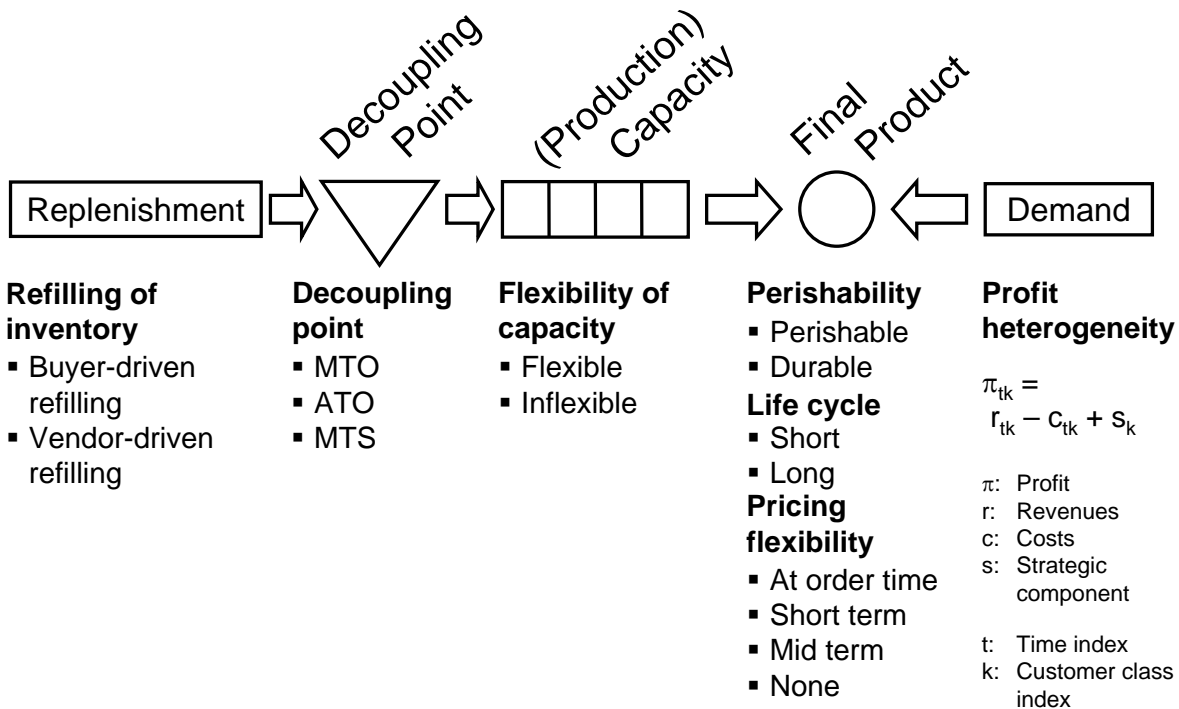 Decoupling
Point
(Production)
Capacity
Final
Product
Replenishment
Demand
Refilling of
inventory
▪ Buyer-driven
refilling
▪ Vendor-driven
refilling
Decoupling
point
▪ MTO
▪ ATO
▪ MTS
Flexibility of
capacity
▪ Flexible
▪ Inflexible
Perishability
▪ Perishable
▪ Durable
Life cycle
▪ Short
▪ Long
Pricing
flexibility
▪ At order time
▪ Short term
▪ Mid term
▪ None
Profit
heterogeneity
π_tk =
r_tk – c_tk + s_k
π: Profit
r: Revenues
c: Costs
s: Strategic
component
t: Time index
k: Customer class
index